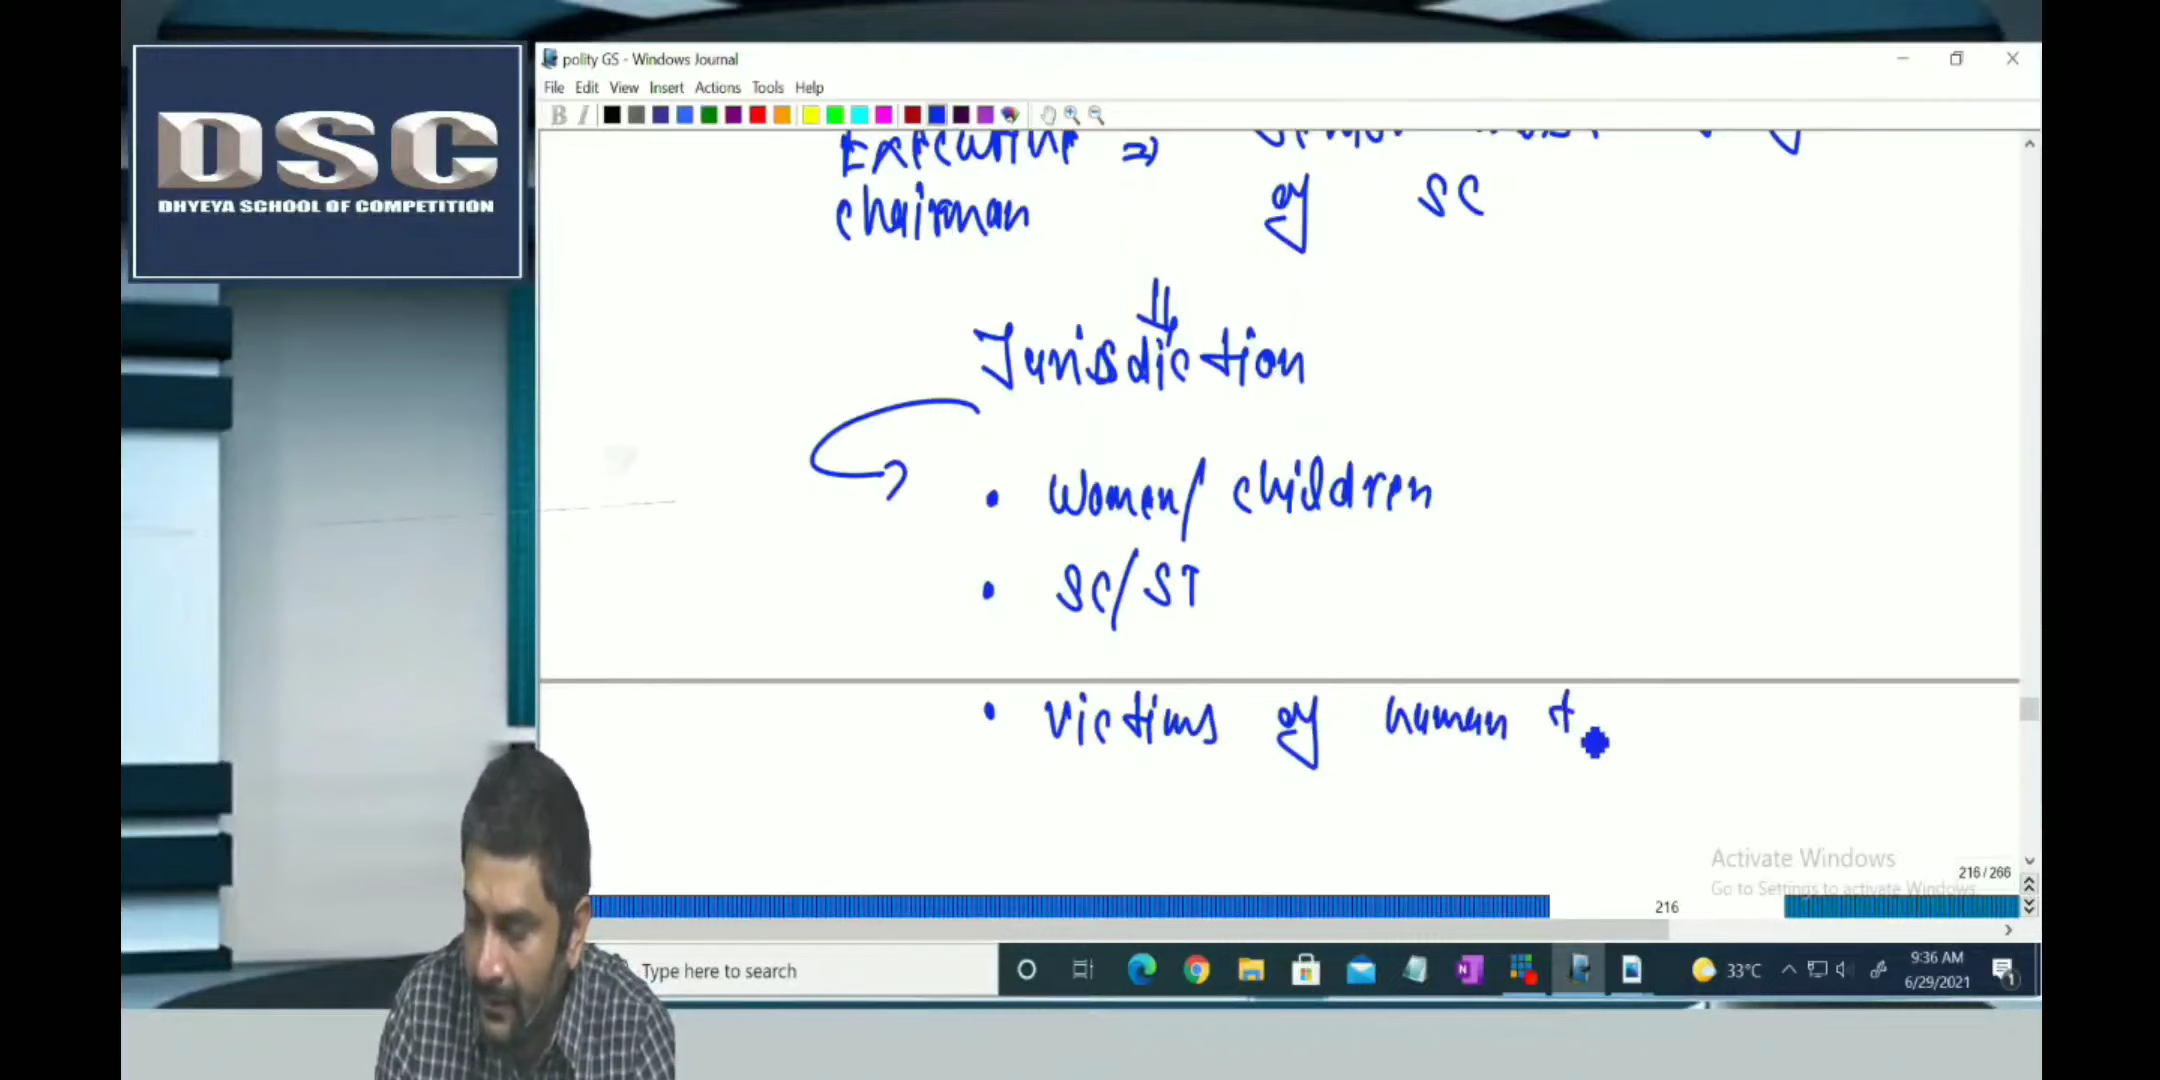 DSC
DHYEYA SCHOOL OF COMPETITION
polity GS - Windows Journal
File Edit View Insert Actions Tools Help
B I
Executive ⇒
chairman of SC
Jurisdiction
• women/children
• SC/ST
• victims of human t
Activate Windows
Go to Settings to activate Windows.
216/266
216
Type here to search
33°C
9:36 AM
6/29/2021
1